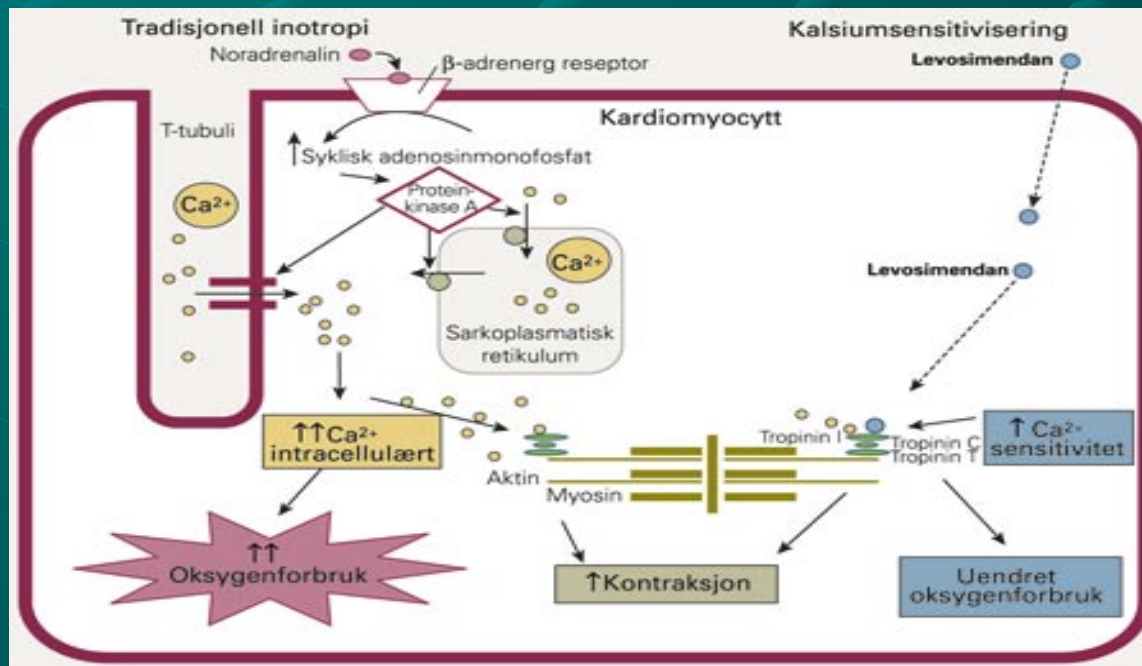 Tradisjonell inotropi
Noradrenalin
β-adrenerg reseptor
Kalsiumsensitivisering
Levosimendan
Kardiomyocytt
T-tubuli
↑ Syklisk adenosinmonofosfat
Protein-
kinase A
Ca²⁺
Ca²⁺
Levosimendan
Sarkoplasmatisk
retikulum
↑↑Ca²⁺
intracellulært
Tropinin I
Tropinin C
Tropinin T
↑ Ca²⁺-
sensitivitet
Aktin
Myosin
↑↑
Oksygenforbruk
↑Kontraksjon
Uendret
oksygenforbruk